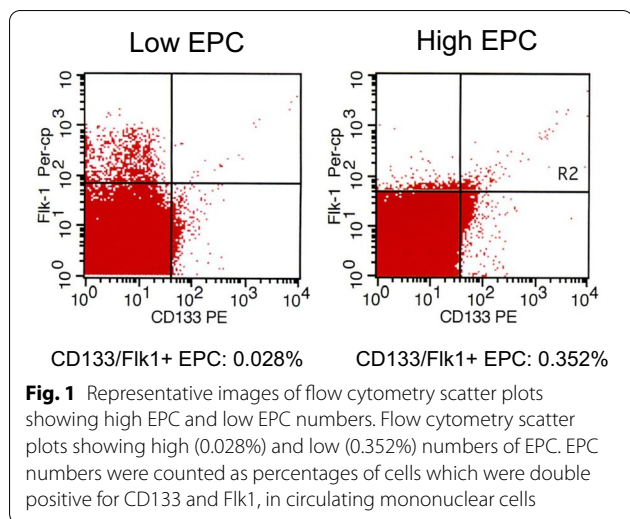 Low EPC
High EPC
10
10³
10²
10¹
10⁰
Flk-1 Per-cp
10⁰ 10¹ 10² 10³ 10⁴
CD133 PE
10
10³
10²
10¹
10⁰
Flk-1 Per-cp
R2
10⁰ 10¹ 10² 10³ 10⁴
CD133 PE
CD133/Flk1+ EPC: 0.028%
CD133/Flk1+ EPC: 0.352%
Fig. 1 Representative images of flow cytometry scatter plots
showing high EPC and low EPC numbers. Flow cytometry scatter
plots showing high (0.028%) and low (0.352%) numbers of EPC. EPC
numbers were counted as percentages of cells which were double
positive for CD133 and Flk1, in circulating mononuclear cells